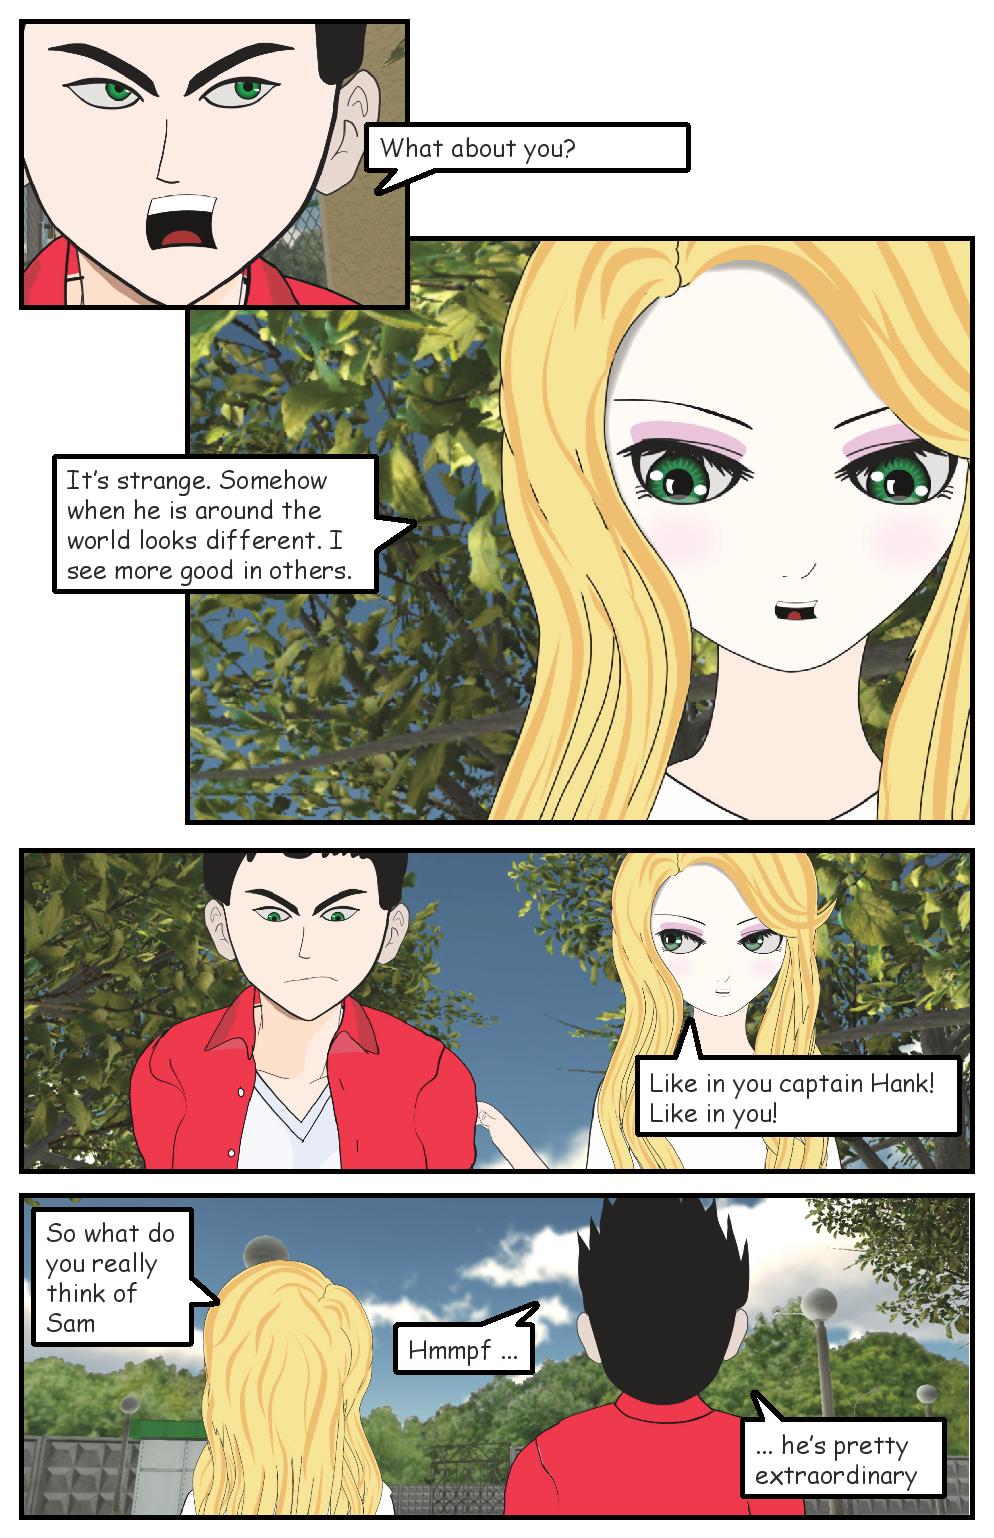 What about you?
It's strange. Somehow
when he is around the
world looks different. I
see more good in others.
Like in you captain Hank!
Like in you!
So what do
you really
think of
Sam
Hmmpf ...
... he's pretty
extraordinary